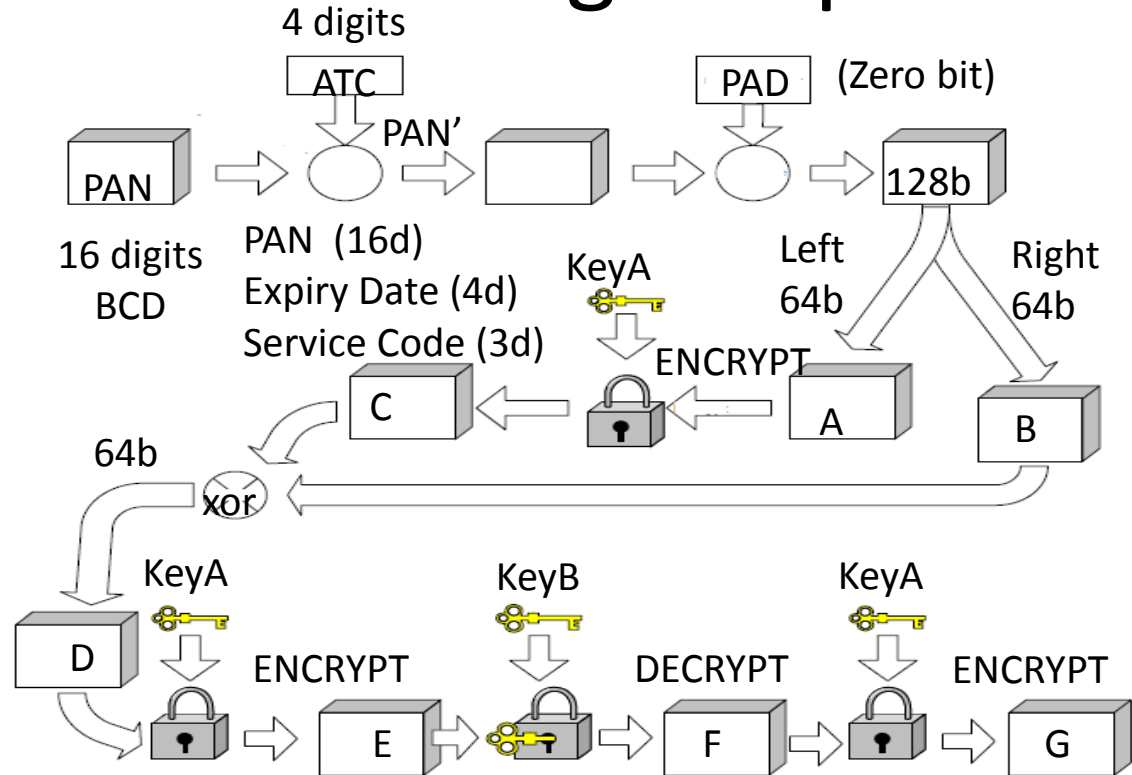 4 digits
ATC
PAD
(Zero bit)
PAN’
PAN
128b
16 digits
BCD
PAN (16d)
Expiry Date (4d)
Service Code (3d)
KeyA
Left
64b
Right
64b
ENCRYPT
C
A
B
64b
xor
KeyA
KeyB
KeyA
D
ENCRYPT
DECRYPT
ENCRYPT
E
F
G